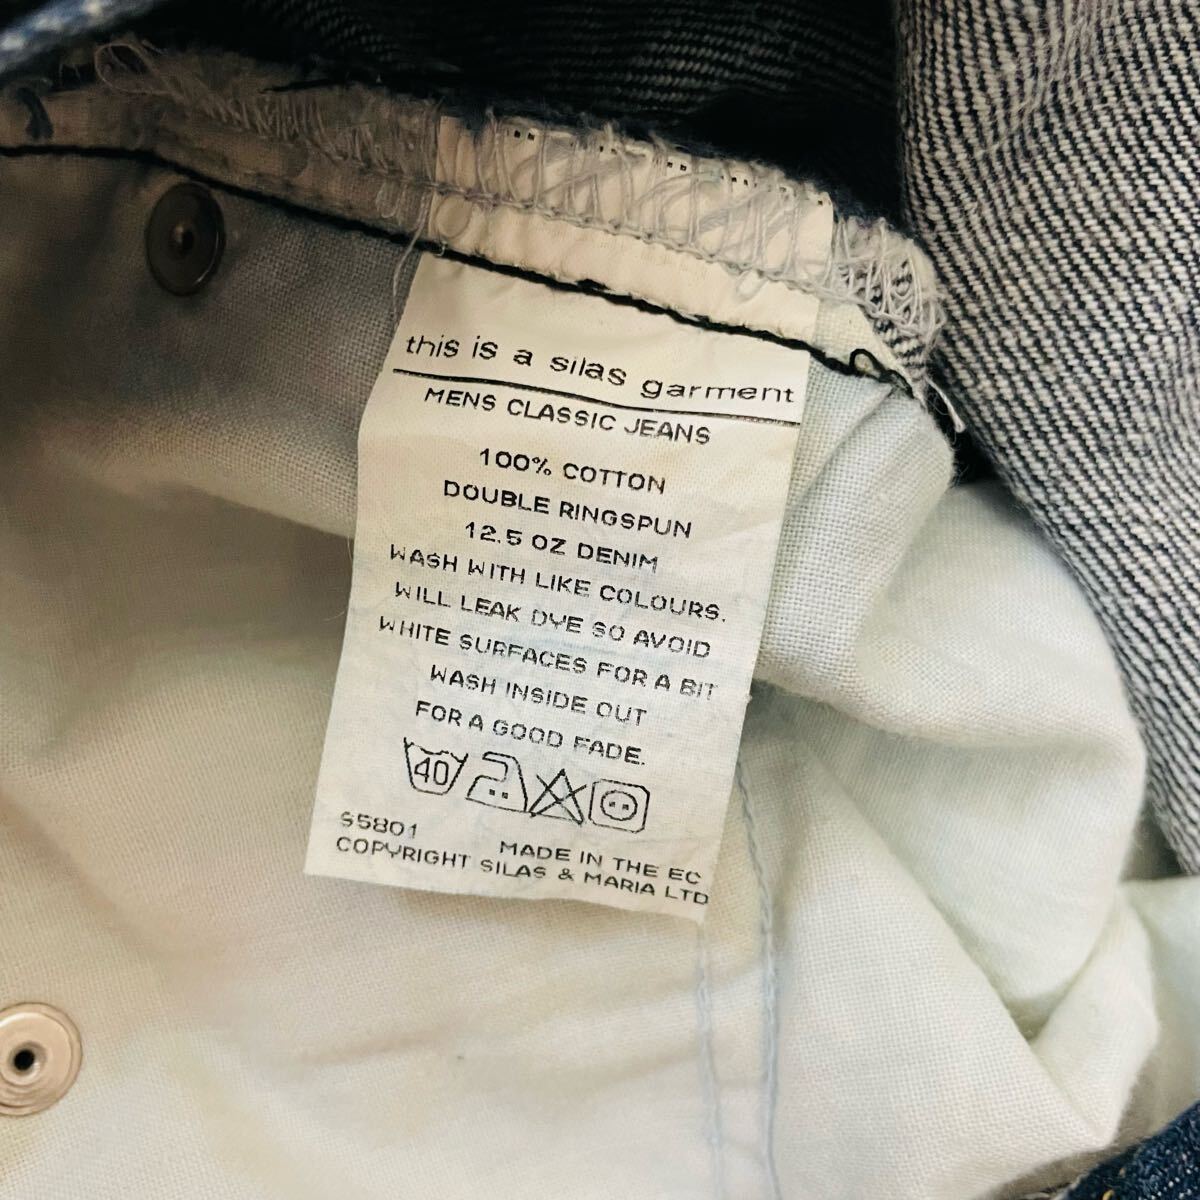 this is a silas garment
MENS CLASSIC JEANS
100% COTTON
DOUBLE RINGSPUN
12.5 OZ DENIM
WASH WITH LIKE COLOURS.
WILL LEAK DYE SO AVOID
WHITE SURFACES FOR A BIT
WASH INSIDE OUT
FOR A GOOD FADE.
40
S5801 MADE IN THE EC
COPYRIGHT SILAS & MARIA LTD